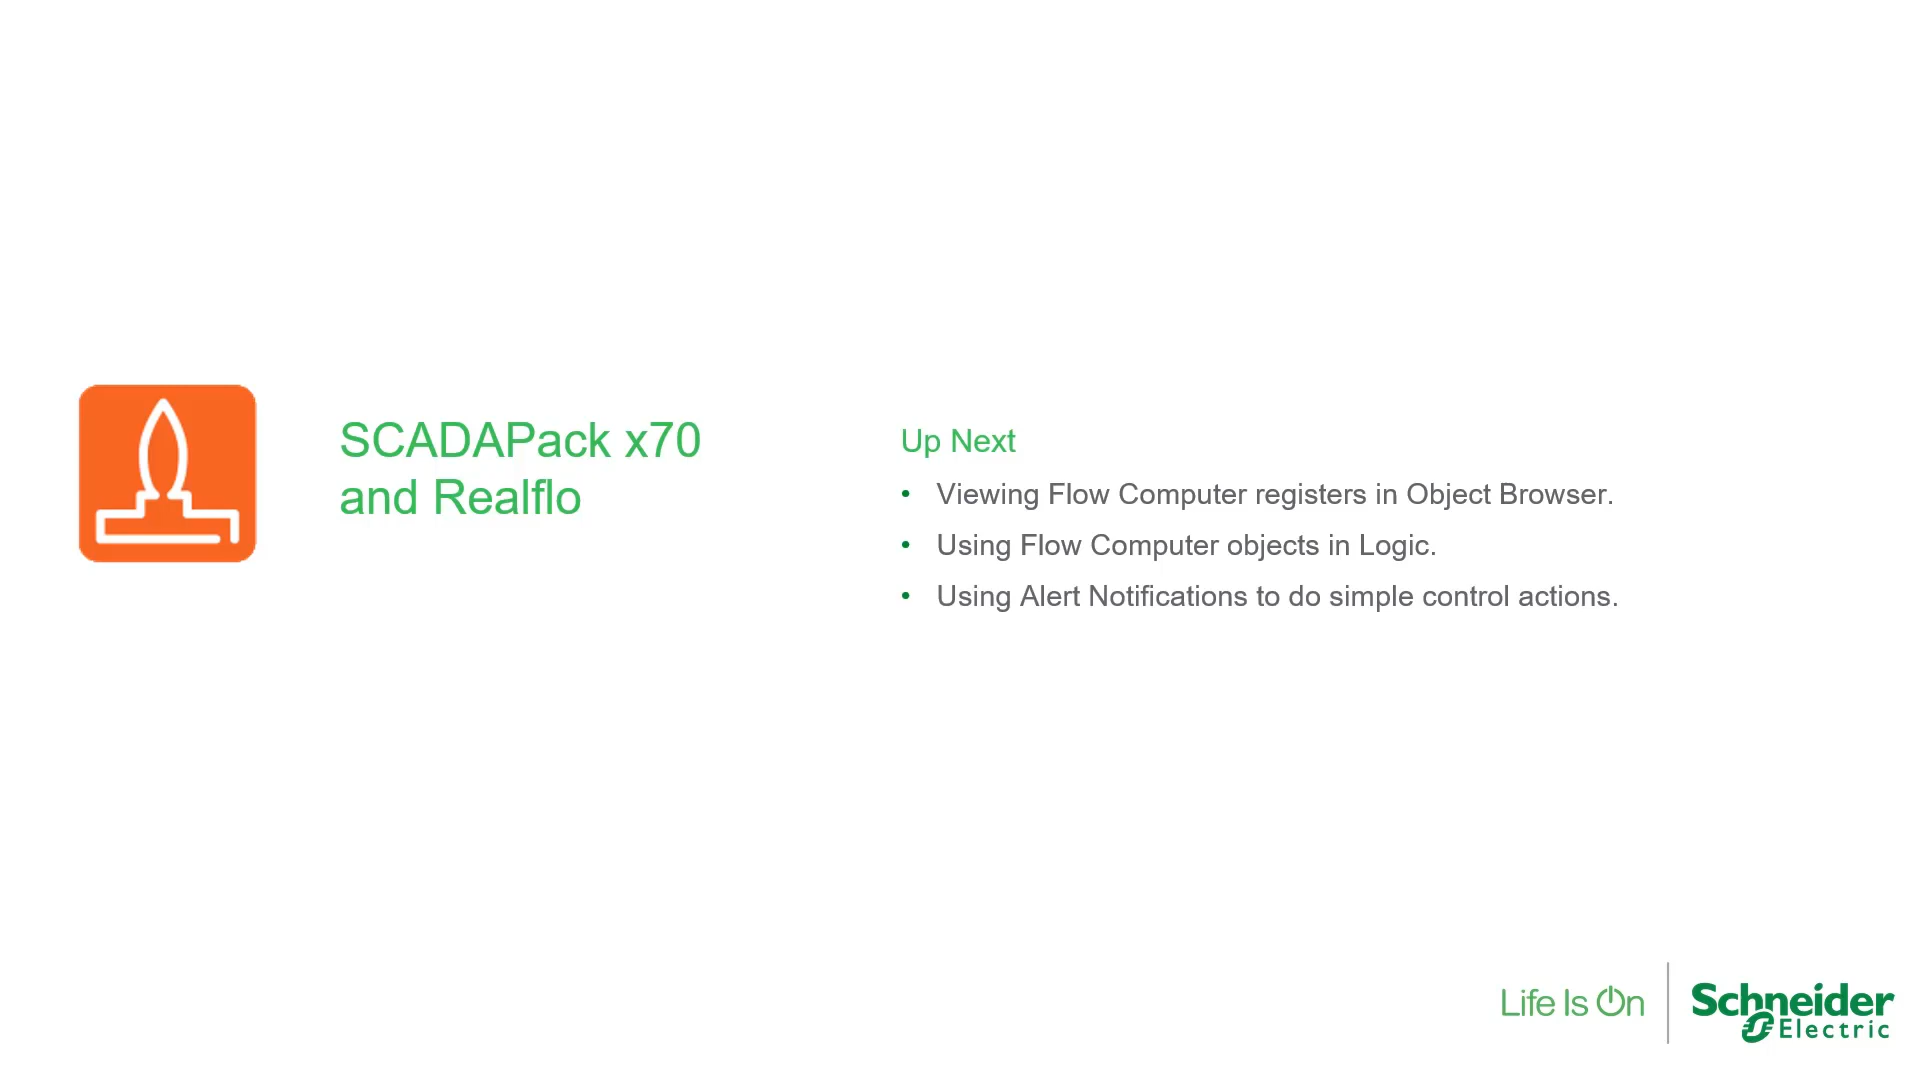 SCADAPack x70
and Realflo
Up Next
• Viewing Flow Computer registers in Object Browser.
• Using Flow Computer objects in Logic.
• Using Alert Notifications to do simple control actions.
Life Is On
Schneider
Electric